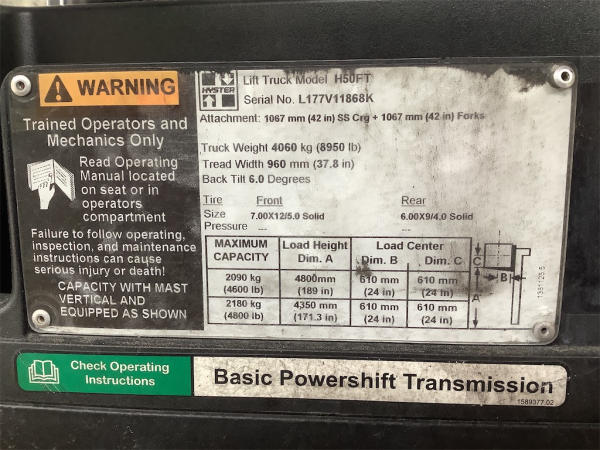 WARNING
Trained Operators and
Mechanics Only
Read Operating
Manual located
on seat or in
operators
compartment
Failure to follow operating,
inspection, and maintenance
instructions can cause
serious injury or death!
CAPACITY WITH MAST
VERTICAL AND
EQUIPPED AS SHOWN
HYSTER
Lift Truck Model H50FT
Serial No. L177V11868K
Attachment: 1067 mm (42 in) SS Crg + 1067 mm (42 in) Forks
Truck Weight 4060 kg (8950 lb)
Tread Width 960 mm (37.8 in)
Back Tilt 6.0 Degrees
Tire Front Rear
Size 7.00X12/5.0 Solid 6.00X9/4.0 Solid
Pressure --- ---
MAXIMUM CAPACITY Load Height Dim. A Load Center Dim. B Dim. C
2090 kg (4600 lb) 4800mm (189 in) 610 mm (24 in) 610 mm (24 in)
2180 kg (4800 lb) 4350 mm (171.3 in) 610 mm (24 in) 610 mm (24 in)
C
B
A
Check Operating
Instructions
Basic Powershift Transmission
1589377 02